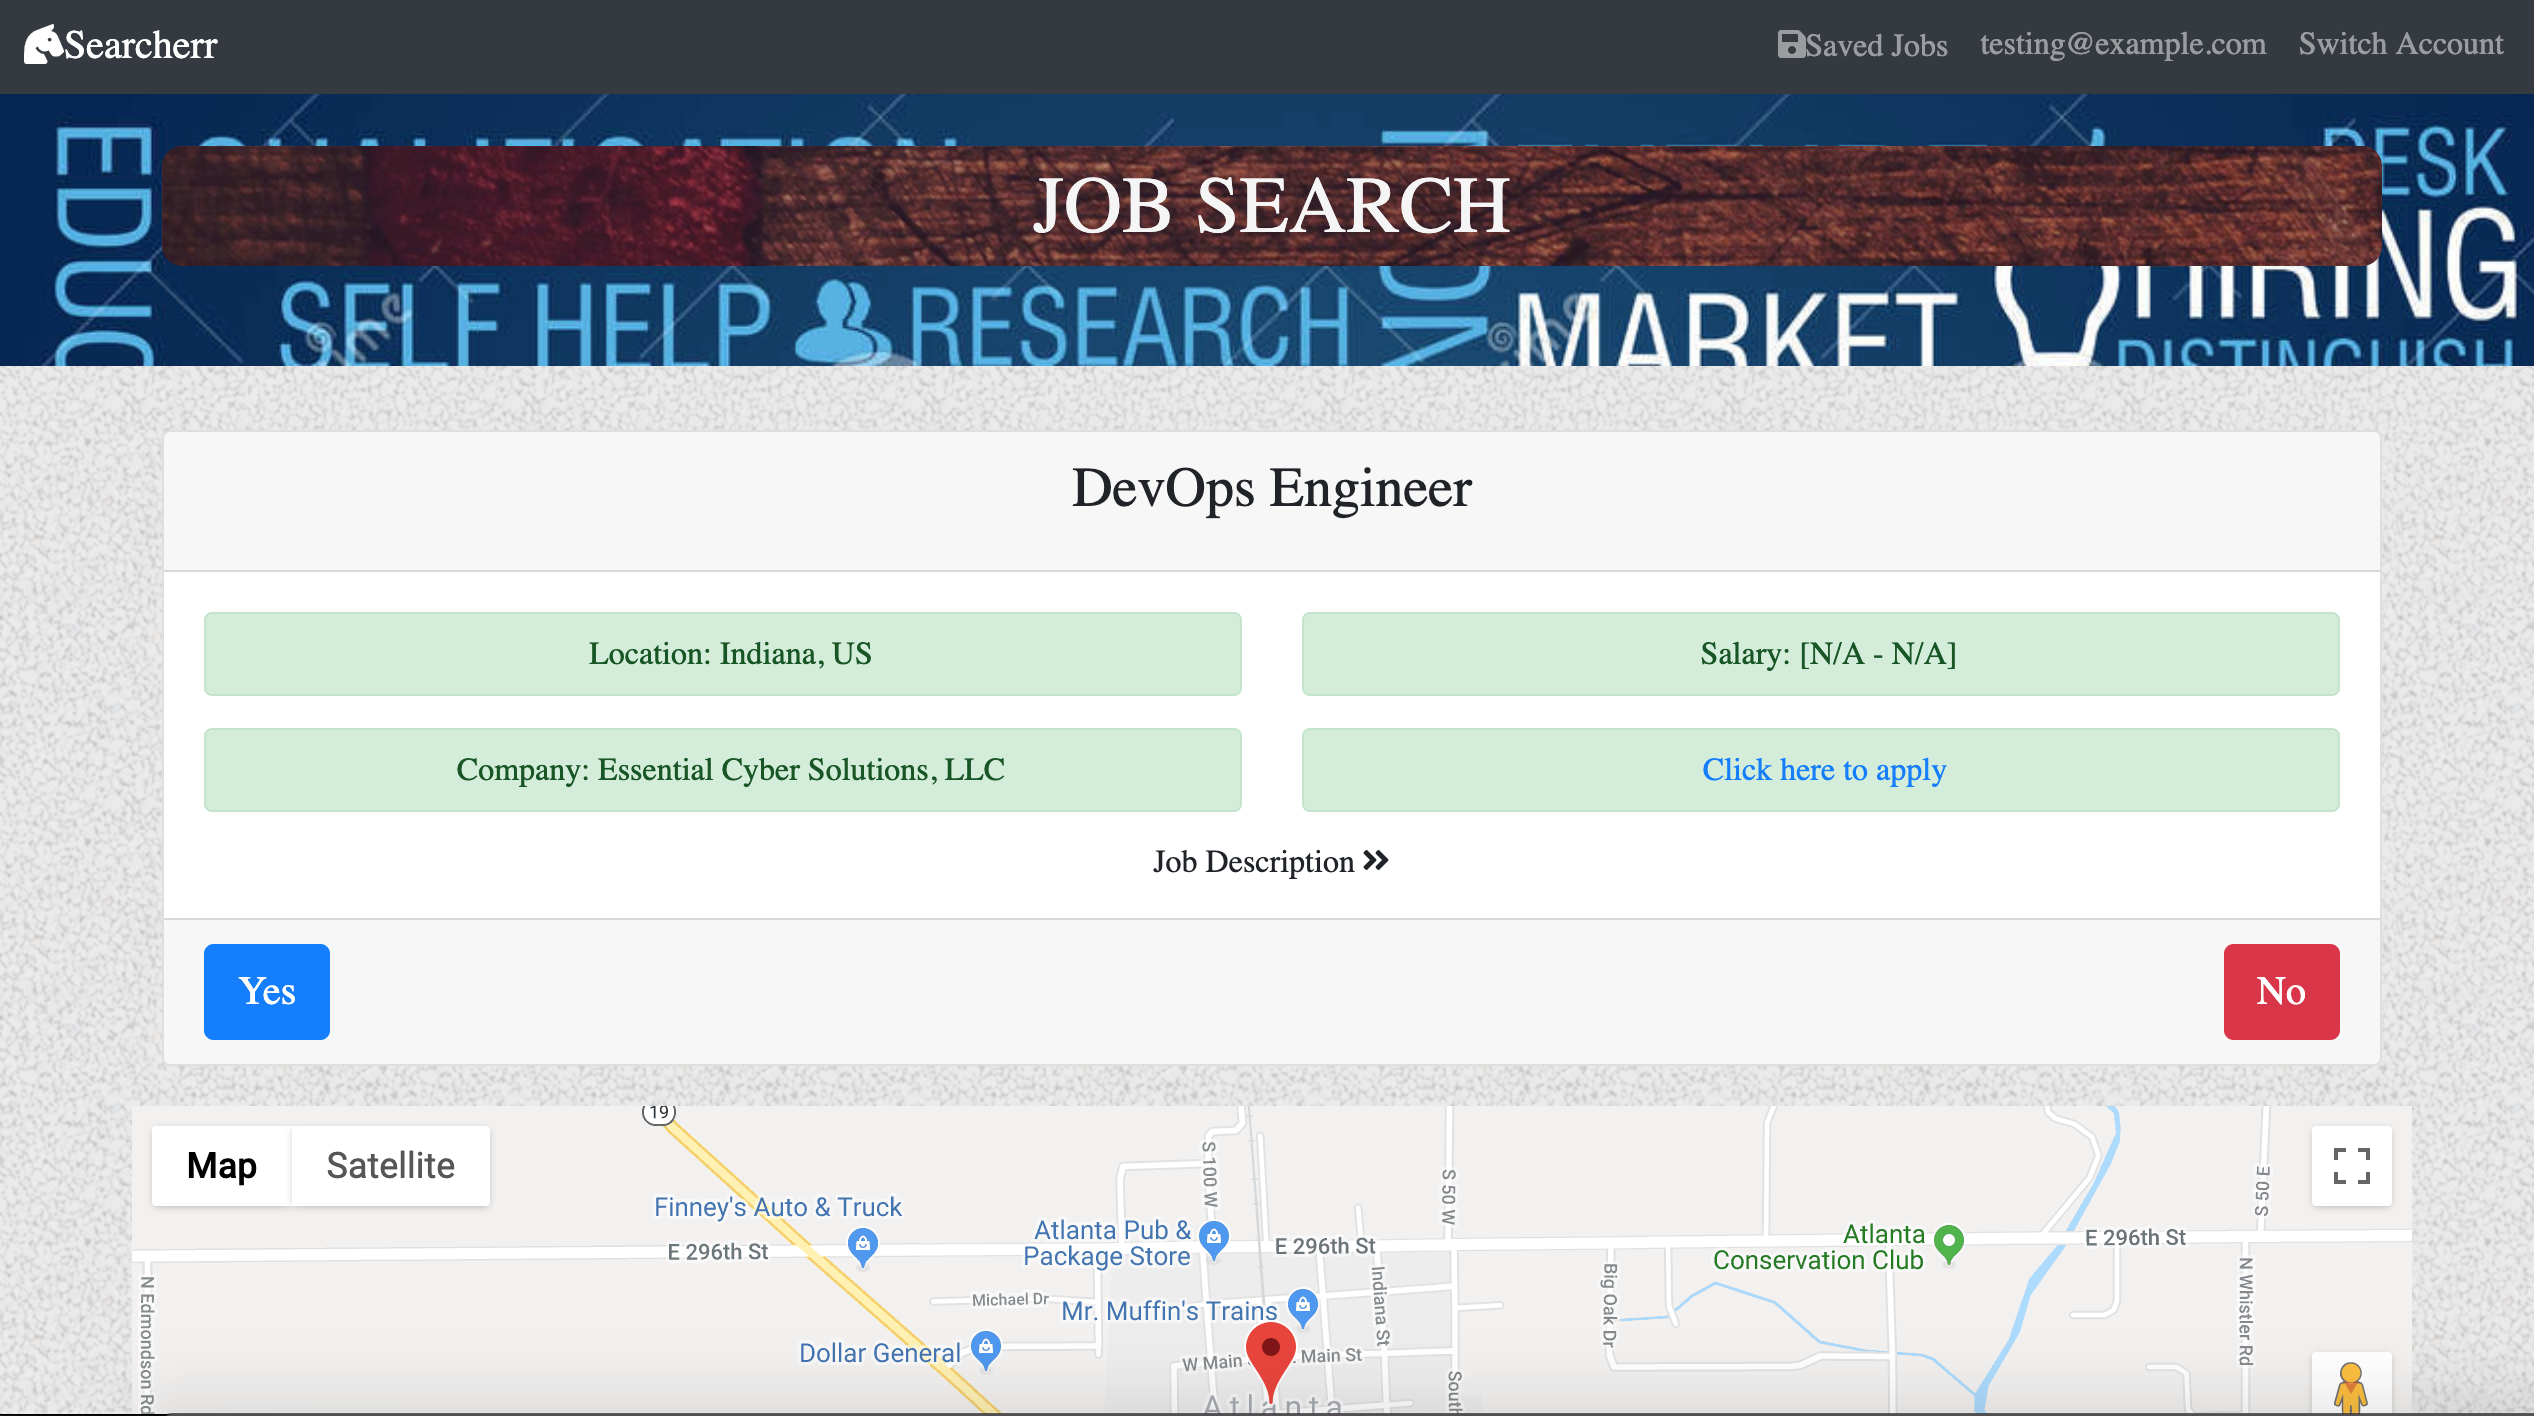 Searcherr
Saved Jobs
testing@example.com
Switch Account
EDUC
DESK
JOB SEARCH
HIRING
SELF HELP
RESEARCH
MARKET
DISTINGUISH
DevOps Engineer
Location: Indiana, US
Salary: [N/A - N/A]
Company: Essential Cyber Solutions, LLC
Click here to apply
Job Description
Yes
No
Map
Satellite
19
Finney's Auto & Truck
E 296th St
Atlanta Pub &
Package Store
S 100 W
E 296th St
S 50 W
Atlanta
Conservation Club
E 296th St
S 50 E
N Edmondson Rd
Michael Dr
Mr. Muffin's Trains
Indiana St
Big Oak Dr
N Whistler Rd
Dollar General
W Main
Main St
South
Atlanta